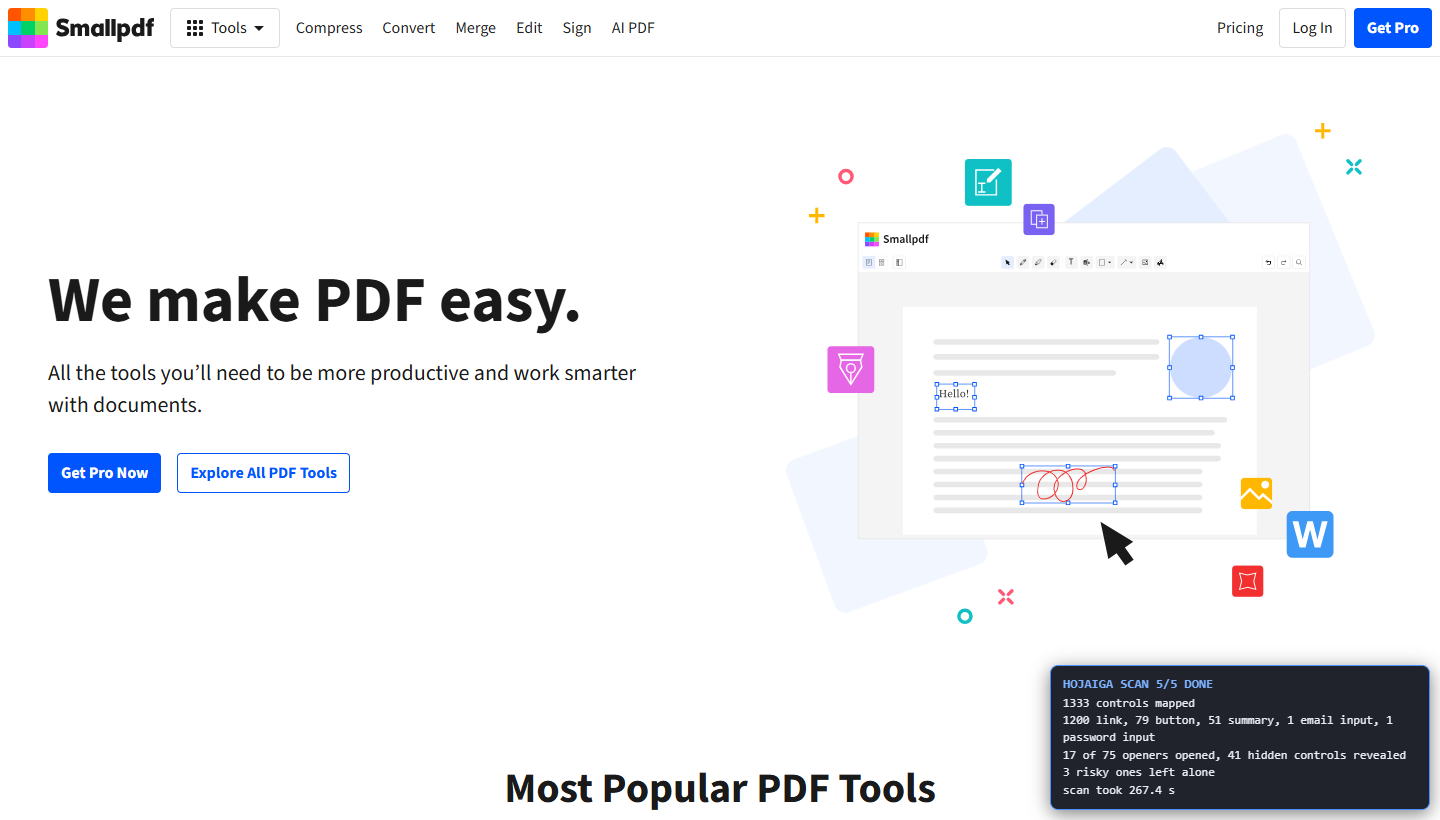 Smallpdf
Tools
Compress
Convert
Merge
Edit
Sign
AI PDF
Pricing
Log In
Get Pro
We make PDF easy.
All the tools you’ll need to be more productive and work smarter
with documents.
Get Pro Now
Explore All PDF Tools
Smallpdf
T
Hello!
W
Most Popular PDF Tools
HOJAIGA SCAN 5/5 DONE
1333 controls mapped
1200 link, 79 button, 51 summary, 1 email input, 1
password input
17 of 75 openers opened, 41 hidden controls revealed
3 risky ones left alone
scan took 267.4 s